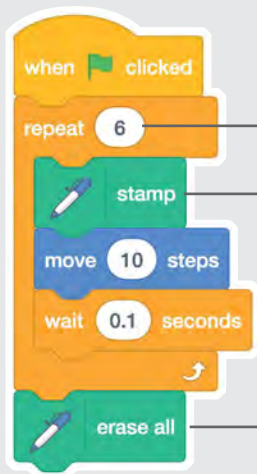 when clicked
repeat 6
stamp
move 10 steps
wait 0.1 seconds
erase all